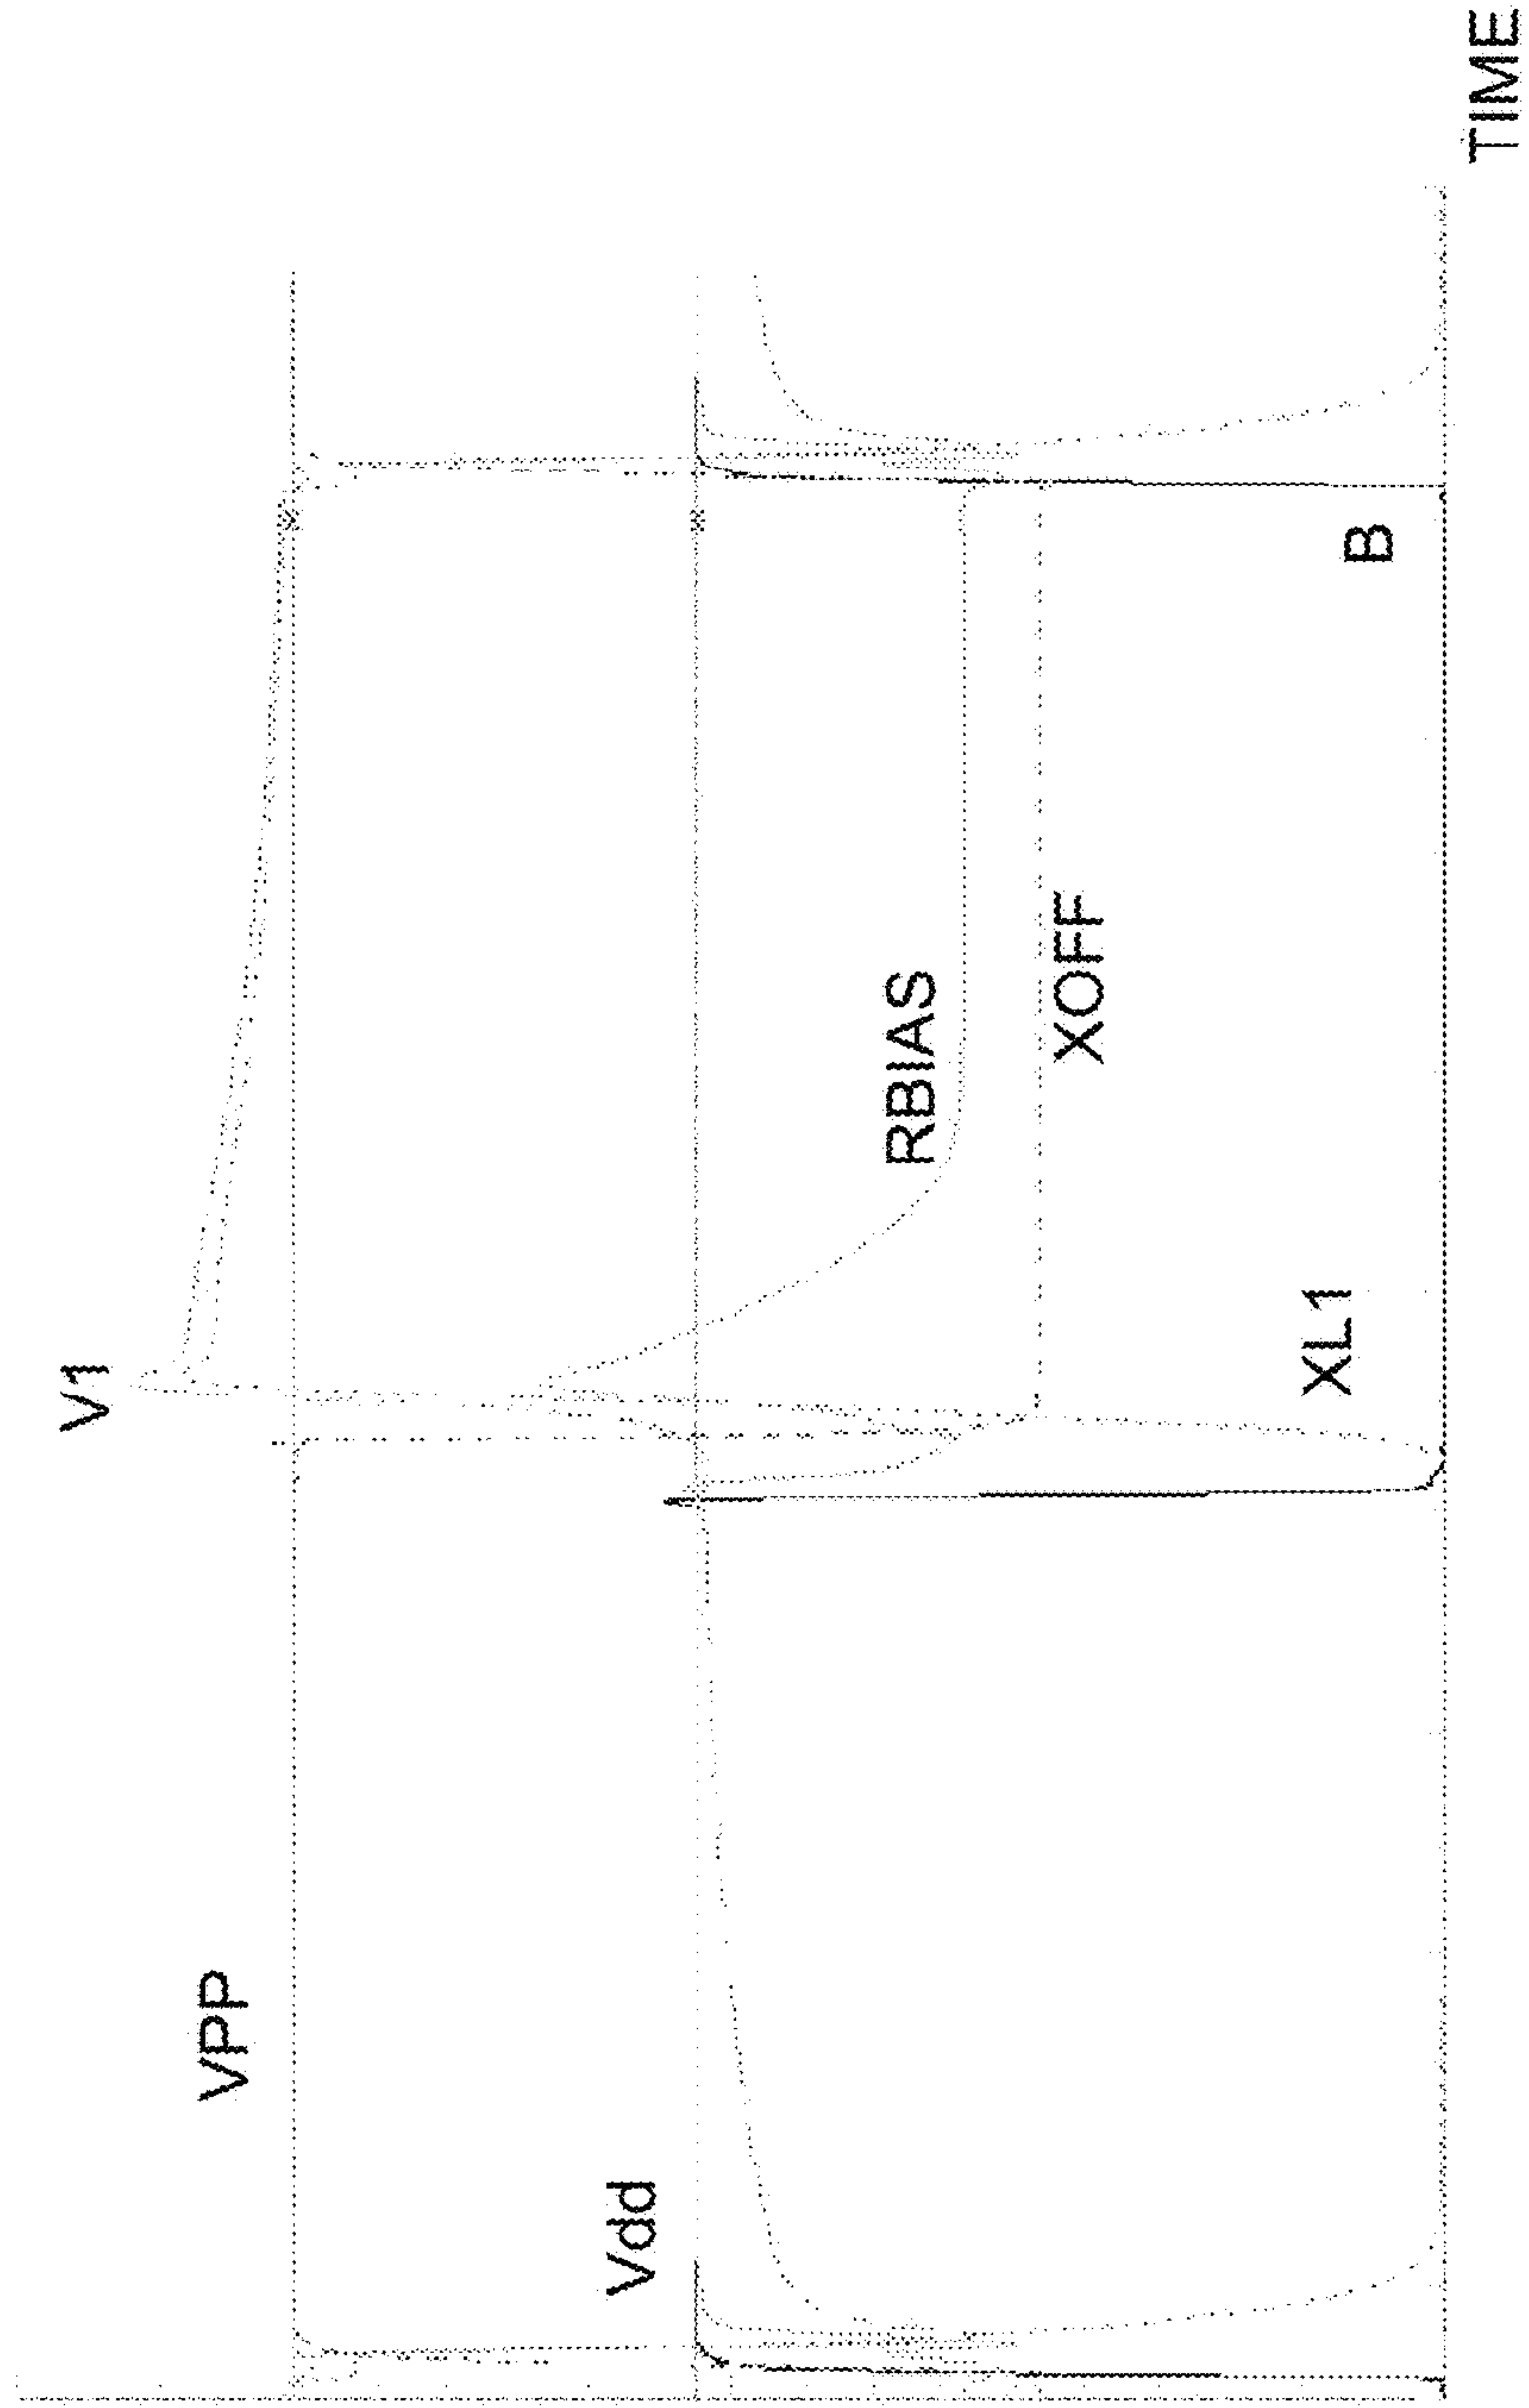 V1
VPP
Vdd
RBIAS
XOFF
XL1
B
TIME